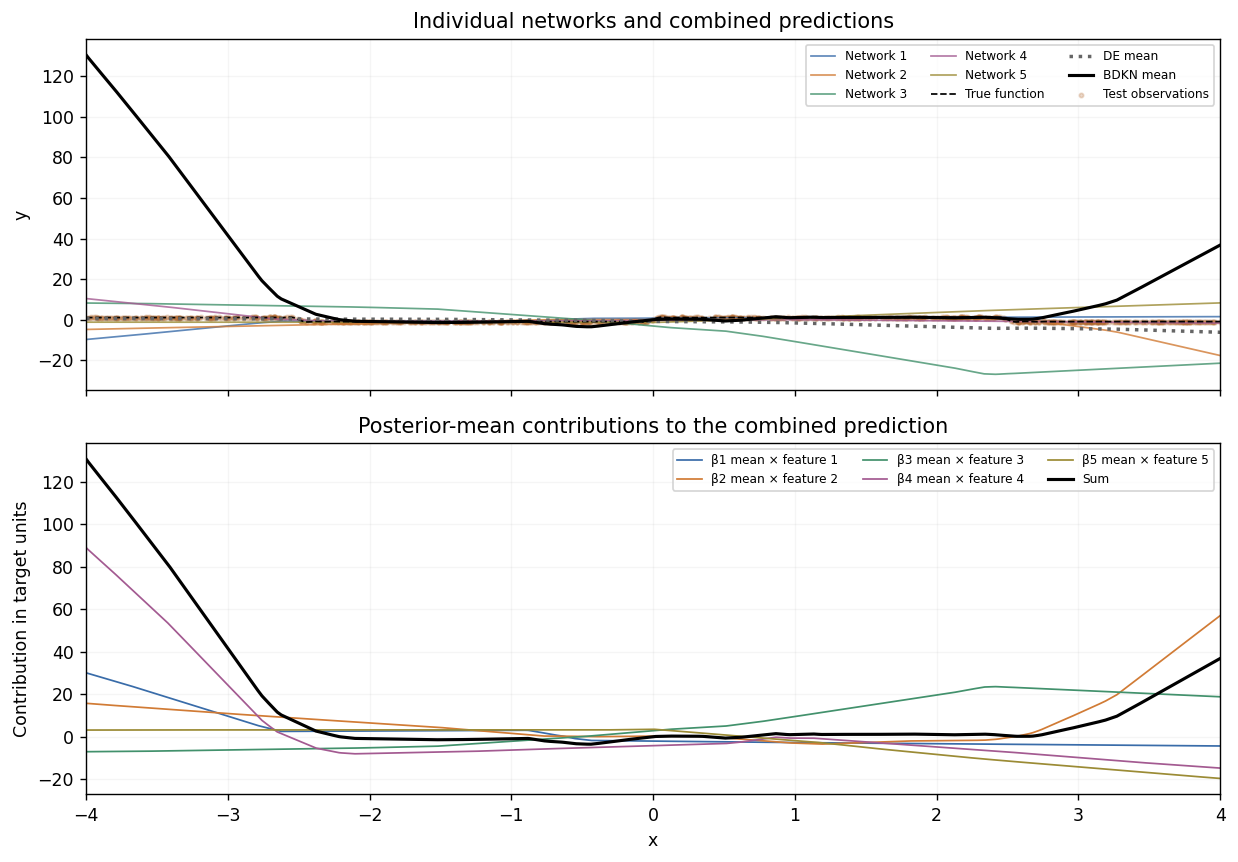 Individual networks and combined predictions
y
120
100
80
60
40
20
0
−20
Network 1
Network 2
Network 3
Network 4
Network 5
True function
DE mean
BDKN mean
Test observations
Posterior-mean contributions to the combined prediction
Contribution in target units
120
100
80
60
40
20
0
−20
β1 mean × feature 1
β2 mean × feature 2
β3 mean × feature 3
β4 mean × feature 4
β5 mean × feature 5
Sum
−4 −3 −2 −1 0 1 2 3 4
x